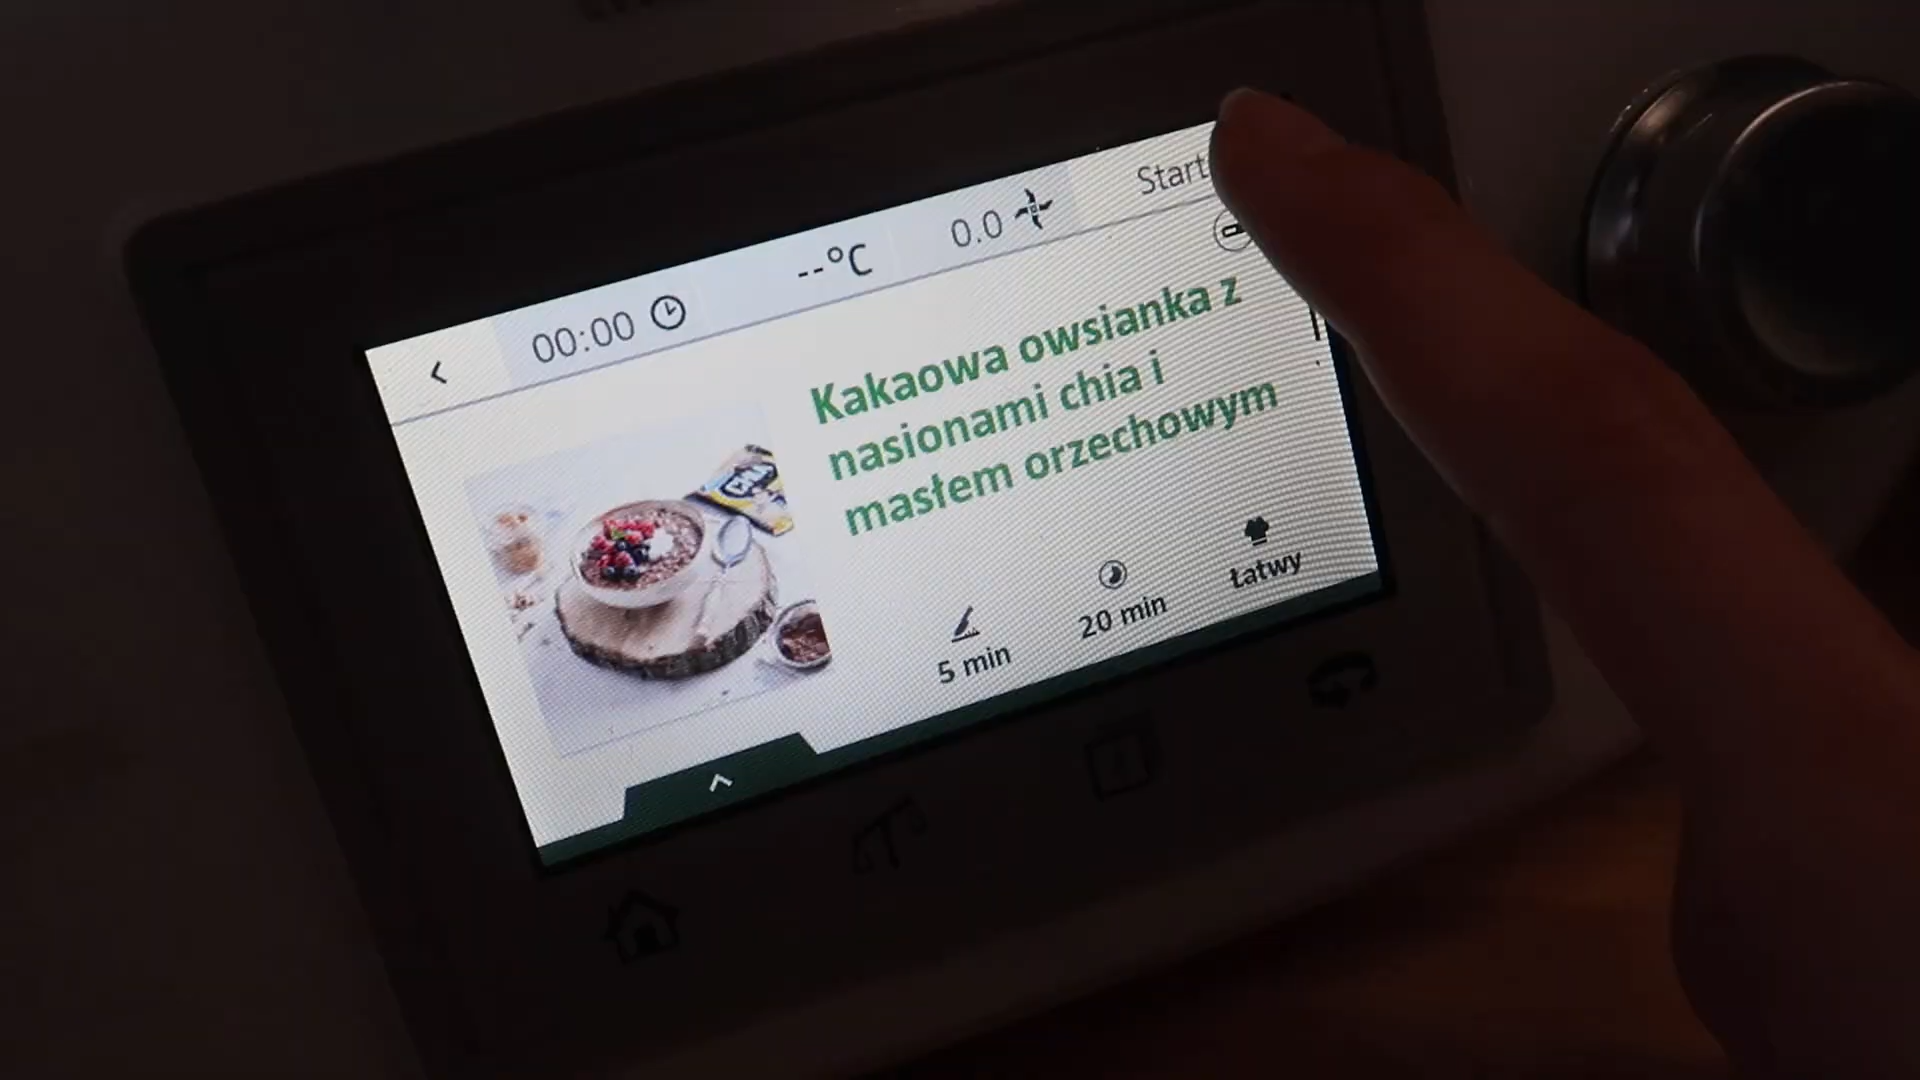 00:00
--°C
0.0
Start
Kakaowa owsianka z
nasionami chia i
masłem orzechowym
5 min
20 min
Łatwy